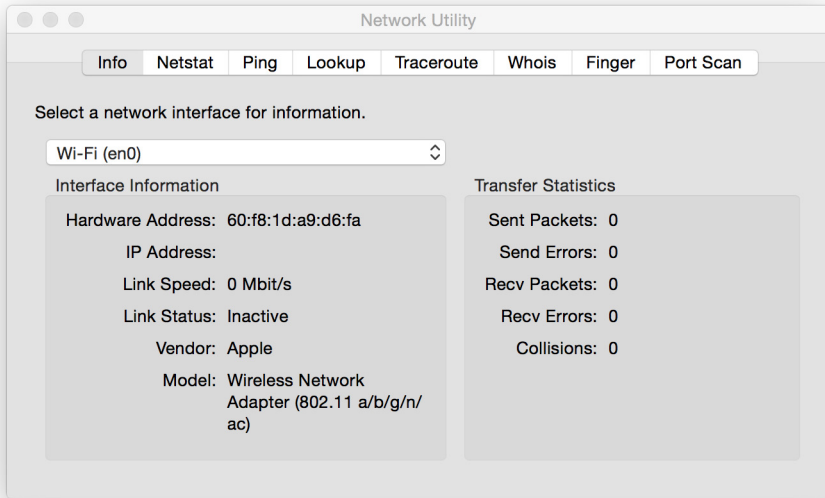 Network Utility
Info Netstat Ping Lookup Traceroute Whois Finger Port Scan
Select a network interface for information.
Wi-Fi (en0)
Interface Information
Hardware Address: 60:f8:1d:a9:d6:fa
IP Address:
Link Speed: 0 Mbit/s
Link Status: Inactive
Vendor: Apple
Model: Wireless Network
Adapter (802.11 a/b/g/n/
ac)
Transfer Statistics
Sent Packets: 0
Send Errors: 0
Recv Packets: 0
Recv Errors: 0
Collisions: 0